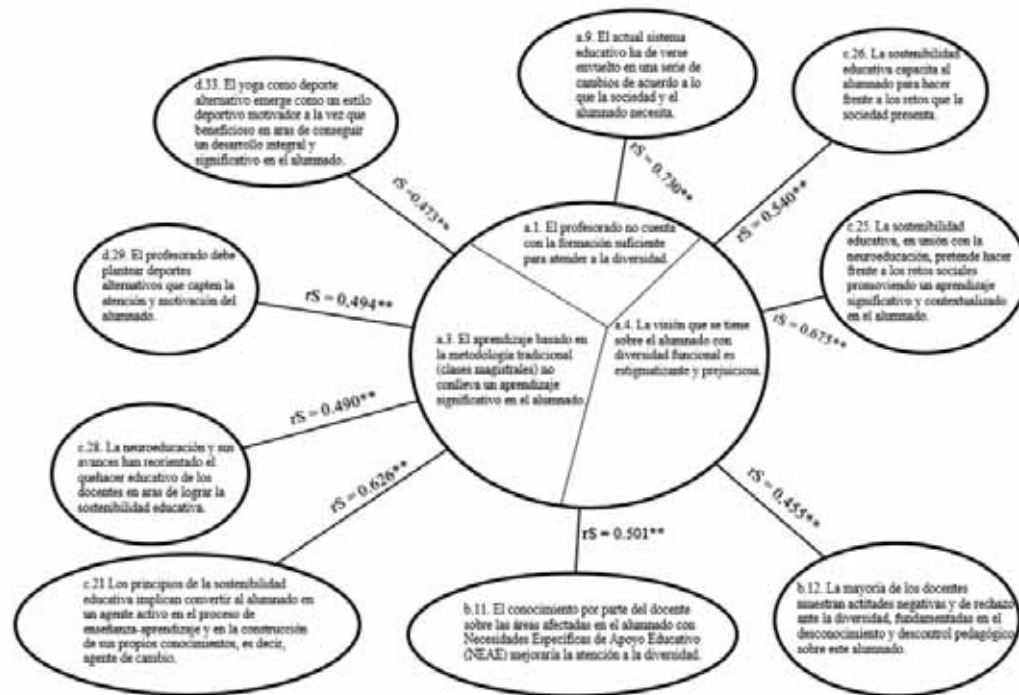 a.9. El actual sistema
educativo ha de verse
envuelto en una serie de
cambios de acuerdo a lo
que la sociedad y el
alumnado necesita.
c.26. La sostenibilidad
educativa capacita al
alumnado para hacer
frente a los retos que la
sociedad presenta.
d.33. El yoga como deporte
alternativo emerge como un estilo
deportivo motivador a la vez que
beneficioso en aras de conseguir
un desarrollo integral y
significativo en el alumnado.
rS = 0.730**
rS = 0.540**
rS =0.473**
a.1. El profesorado no cuenta
con la formación suficiente
para atender a la diversidad.
c.25. La sostenibilidad
educativa, en unión con la
neuroeducación, pretende hacer
frente a los retos sociales
promoviendo un aprendizaje
significativo y contextualizado
en el alumnado.
d.29. El profesorado debe
plantear deportes
alternativos que capten la
atención y motivación del
alumnado.
rS = 0,494**
rS = 0.675**
a.3. El aprendizaje basado en
la metodología tradicional
(clases magistrales) no
conlleva un aprendizaje
significativo en el alumnado.
a.4. La visión que se tiene
sobre el alumnado con
diversidad funcional es
estigmatizante y prejuiciosa.
rS = 0.490**
c.28. La neuroeducación y sus
avances han reorientado el
quehacer educativo de los
docentes en aras de lograr la
sostenibilidad educativa.
rS = 0.626**
rS = 0,455**
rS = 0.501**
c.21 Los principios de la sostenibilidad
educativa implican convertir al alumnado en
un agente activo en el proceso de
enseñanza-aprendizaje y en la construcción
de sus propios conocimientos, es decir,
agente de cambio.
b.11. El conocimiento por parte del docente
sobre las áreas afectadas en el alumnado con
Necesidades Específicas de Apoyo Educativo
(NEAE) mejoraría la atención a la diversidad.
b.12. La mayoría de los docentes
muestran actitudes negativas y de rechazo
ante la diversidad, fundamentadas en el
desconocimiento y descontrol pedagógico
sobre este alumnado.